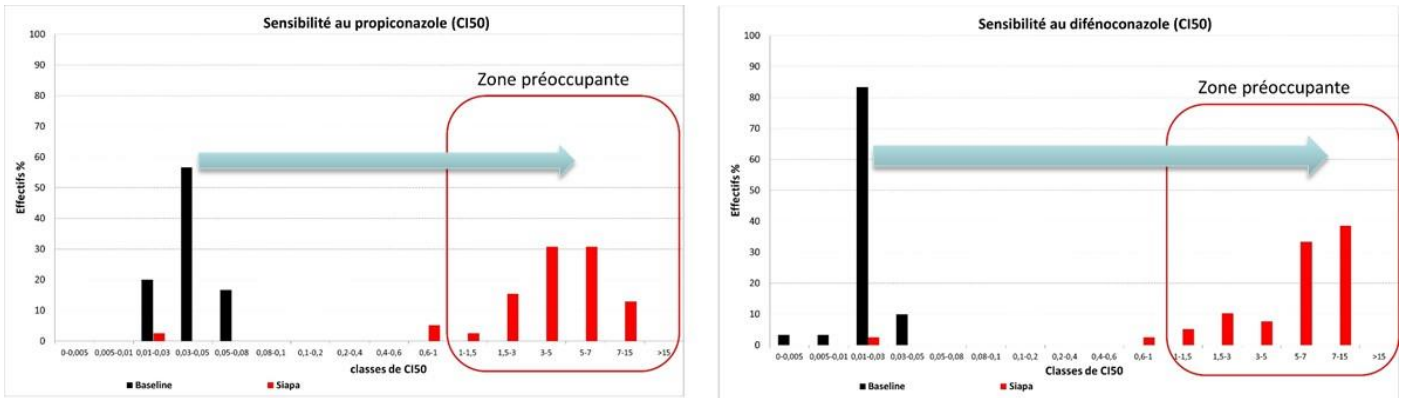 Sensibilité au propiconazole (CI50)
100
90
80
70
60
50
40
30
20
10
0
Effectifs %
Zone préoccupante
0-0,005 0,005-0,01 0,01-0,03 0,03-0,05 0,05-0,08 0,08-0,1 0,1-0,2 0,2-0,4 0,4-0,6 0,6-1 1-1,5 1,5-3 3-5 5-7 7-15 >15
classes de CI50
Baseline Siapa
Sensibilité au difénoconazole (CI50)
100
90
80
70
60
50
40
30
20
10
0
Effectifs %
Zone préoccupante
0-0,005 0,005-0,01 0,01-0,03 0,03-0,05 0,05-0,08 0,08-0,1 0,1-0,2 0,2-0,4 0,4-0,6 0,6-1 1-1,5 1,5-3 3-5 5-7 7-15 >15
Classes de CI50
Baseline Siapa